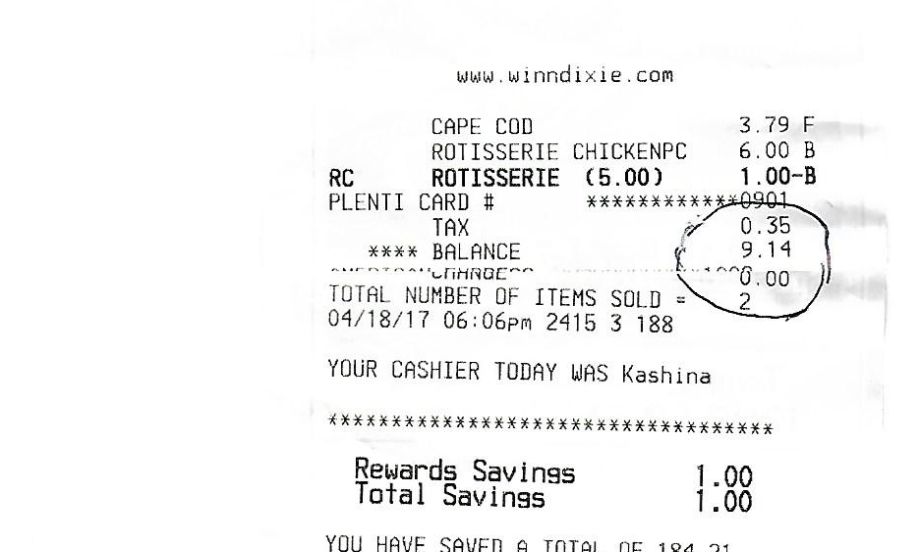 www.winndixie.com
CAPE COD 3.79 F
ROTISSERIE CHICKENPC 6.00 B
RC ROTISSERIE (5.00) 1.00-B
PLENTI CARD # ************0901
TAX 0.35
**** BALANCE 9.14
0.00
TOTAL NUMBER OF ITEMS SOLD = 2
04/18/17 06:06pm 2415 3 188
YOUR CASHIER TODAY WAS Kashina
***********************************
Rewards Savings 1.00
Total Savings 1.00
YOU HAVE SAVED A TOTAL OF 184.21